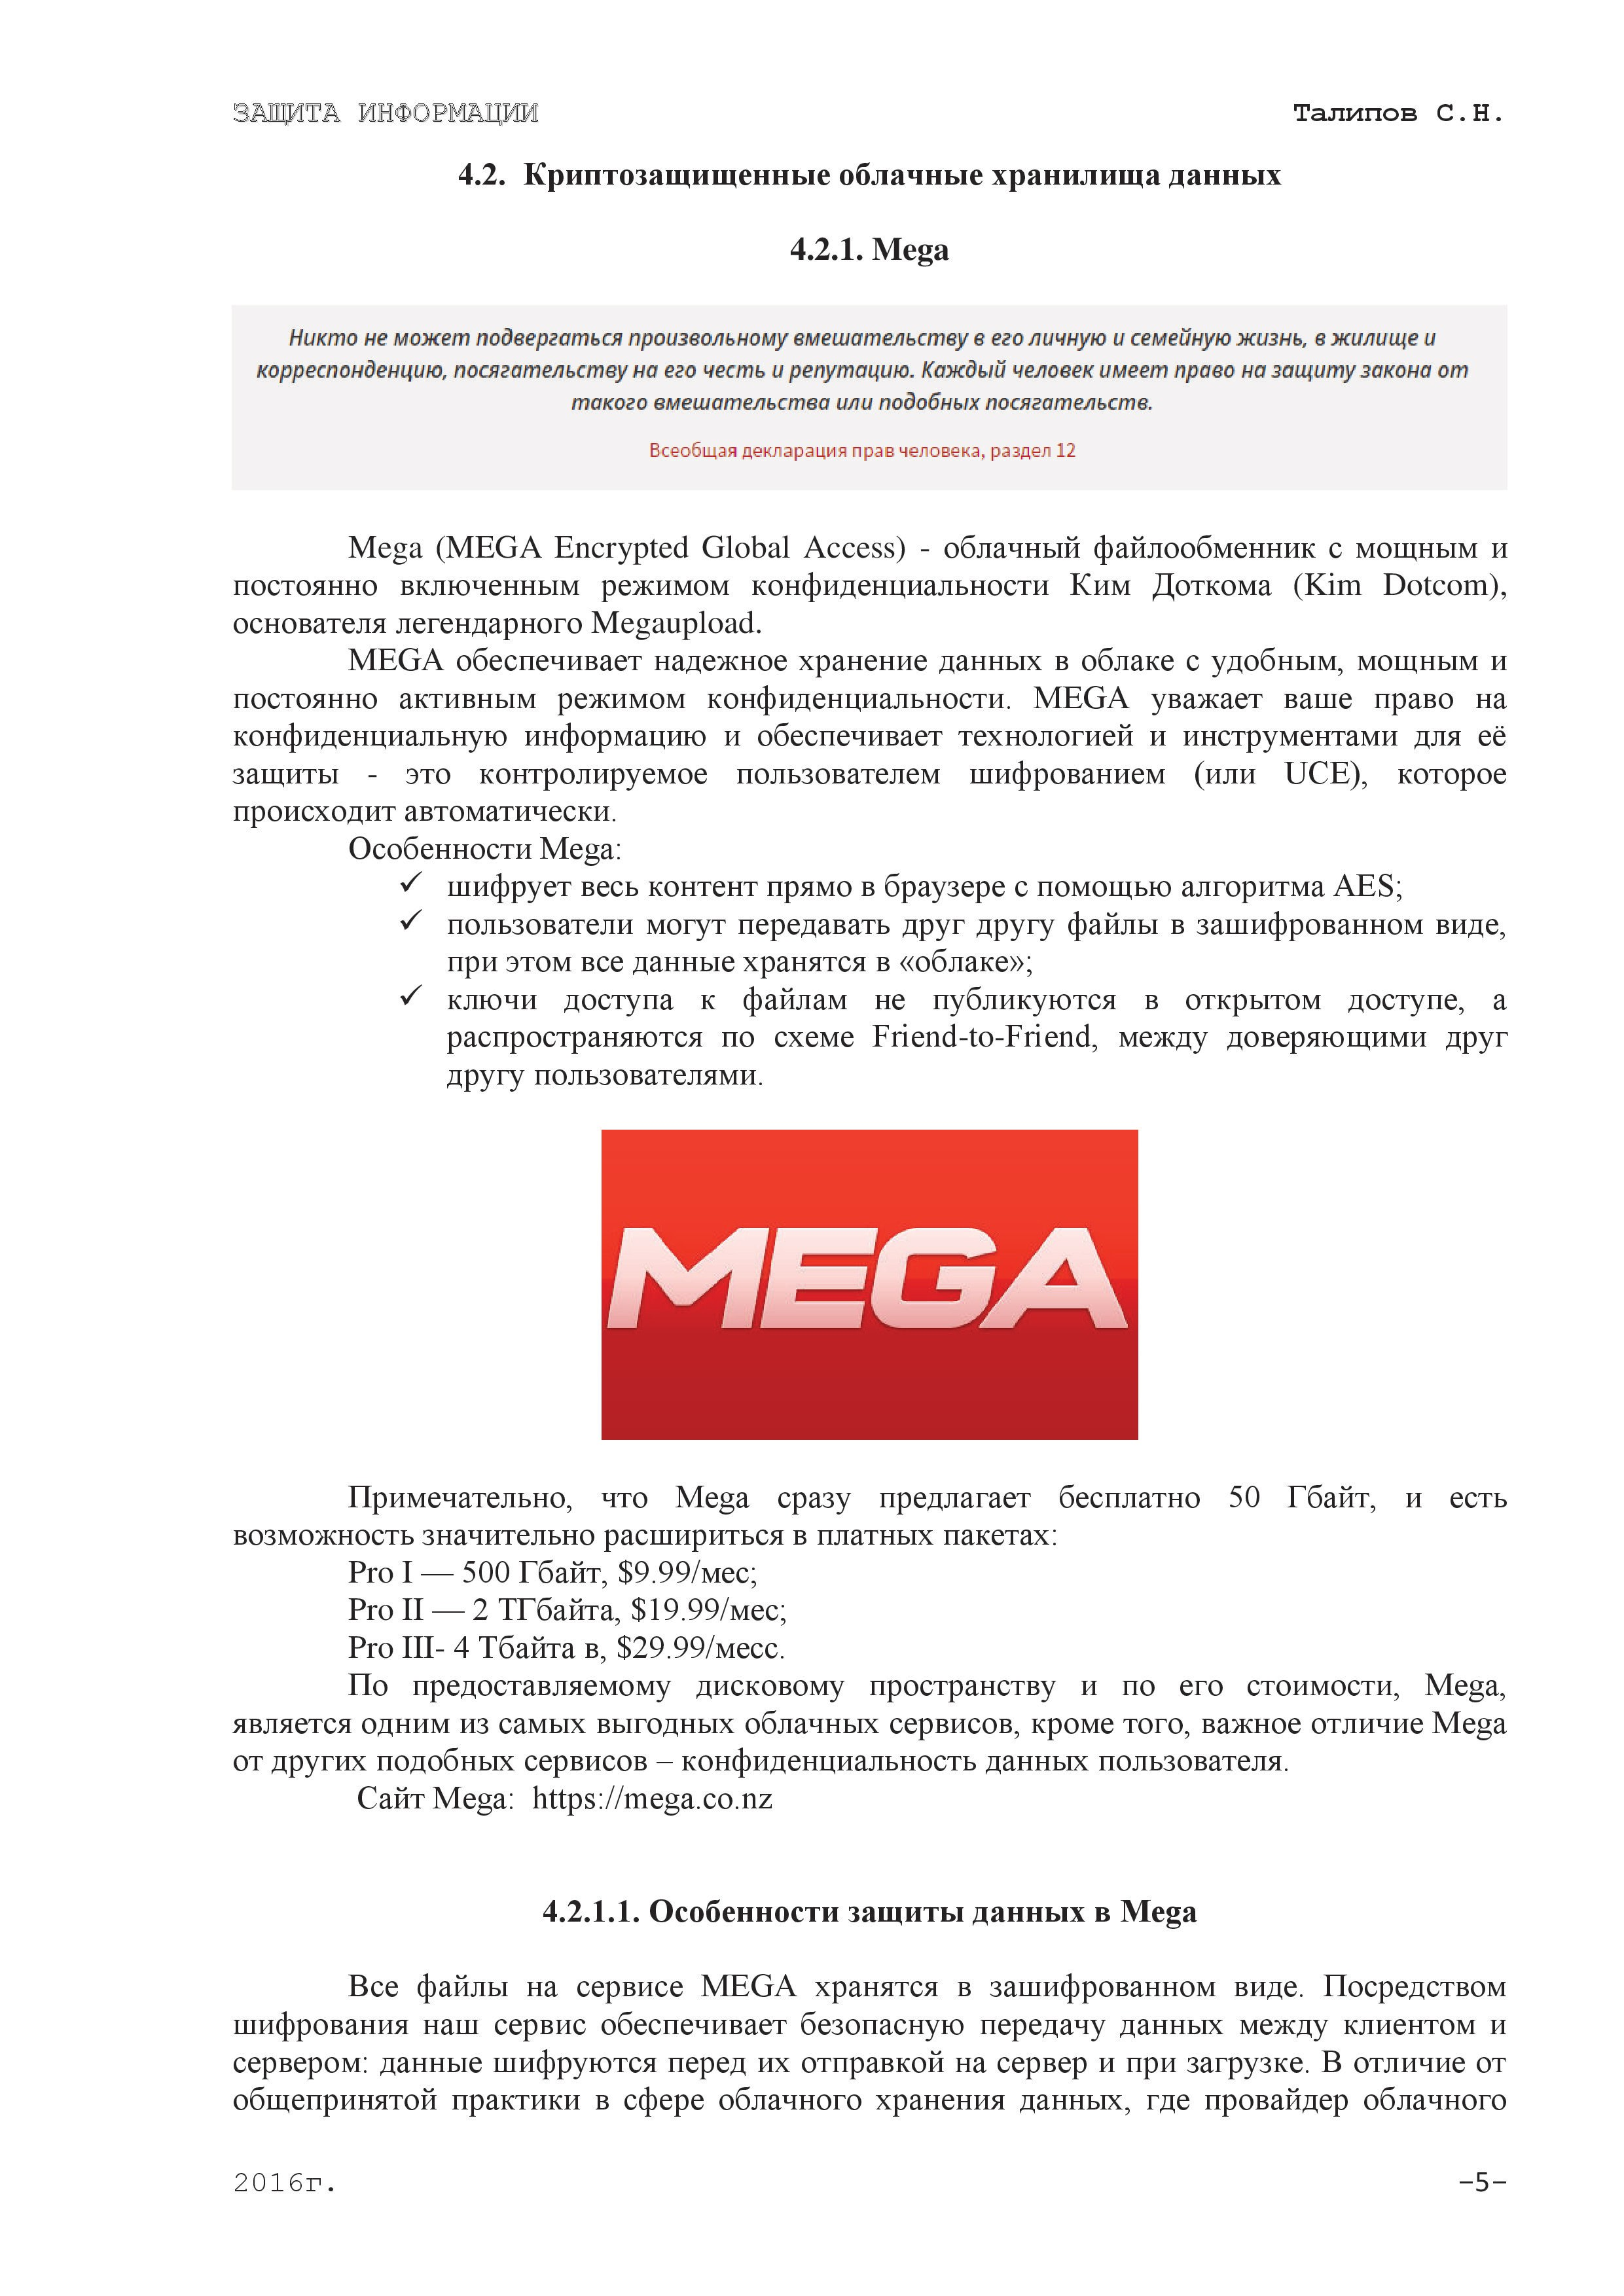 ЗАЩИТА ИНФОРМАЦИИ Талипов С.Н.
4.2. Криптозащищенные облачные хранилища данных
4.2.1. Mega
Никто не может подвергаться произвольному вмешательству в его личную и семейную жизнь, в жилище и
корреспонденцию, посягательству на его честь и репутацию. Каждый человек имеет право на защиту закона от
такого вмешательства или подобных посягательств.
Всеобщая декларация прав человека, раздел 12
Mega (MEGA Encrypted Global Access) - облачный файлообменник с мощным и
постоянно включенным режимом конфиденциальности Ким Доткома (Kim Dotcom),
основателя легендарного Megaupload.
MEGA обеспечивает надежное хранение данных в облаке с удобным, мощным и
постоянно активным режимом конфиденциальности. MEGA уважает ваше право на
конфиденциальную информацию и обеспечивает технологией и инструментами для её
защиты - это контролируемое пользователем шифрованием (или UCE), которое
происходит автоматически.
Особенности Mega:
✓ шифрует весь контент прямо в браузере с помощью алгоритма AES;
✓ пользователи могут передавать друг другу файлы в зашифрованном виде,
при этом все данные хранятся в «облаке»;
✓ ключи доступа к файлам не публикуются в открытом доступе, а
распространяются по схеме Friend-to-Friend, между доверяющими друг
другу пользователями.
MEGA
Примечательно, что Mega сразу предлагает бесплатно 50 Гбайт, и есть
возможность значительно расшириться в платных пакетах:
Pro I — 500 Гбайт, $9.99/мес;
Pro II — 2 ТГбайта, $19.99/мес;
Pro III- 4 Тбайта в, $29.99/месс.
По предоставляемому дисковому пространству и по его стоимости, Mega,
является одним из самых выгодных облачных сервисов, кроме того, важное отличие Mega
от других подобных сервисов – конфиденциальность данных пользователя.
Сайт Mega: https://mega.co.nz
4.2.1.1. Особенности защиты данных в Mega
Все файлы на сервисе MEGA хранятся в зашифрованном виде. Посредством
шифрования наш сервис обеспечивает безопасную передачу данных между клиентом и
сервером: данные шифруются перед их отправкой на сервер и при загрузке. В отличие от
общепринятой практики в сфере облачного хранения данных, где провайдер облачного
2016г. -5-